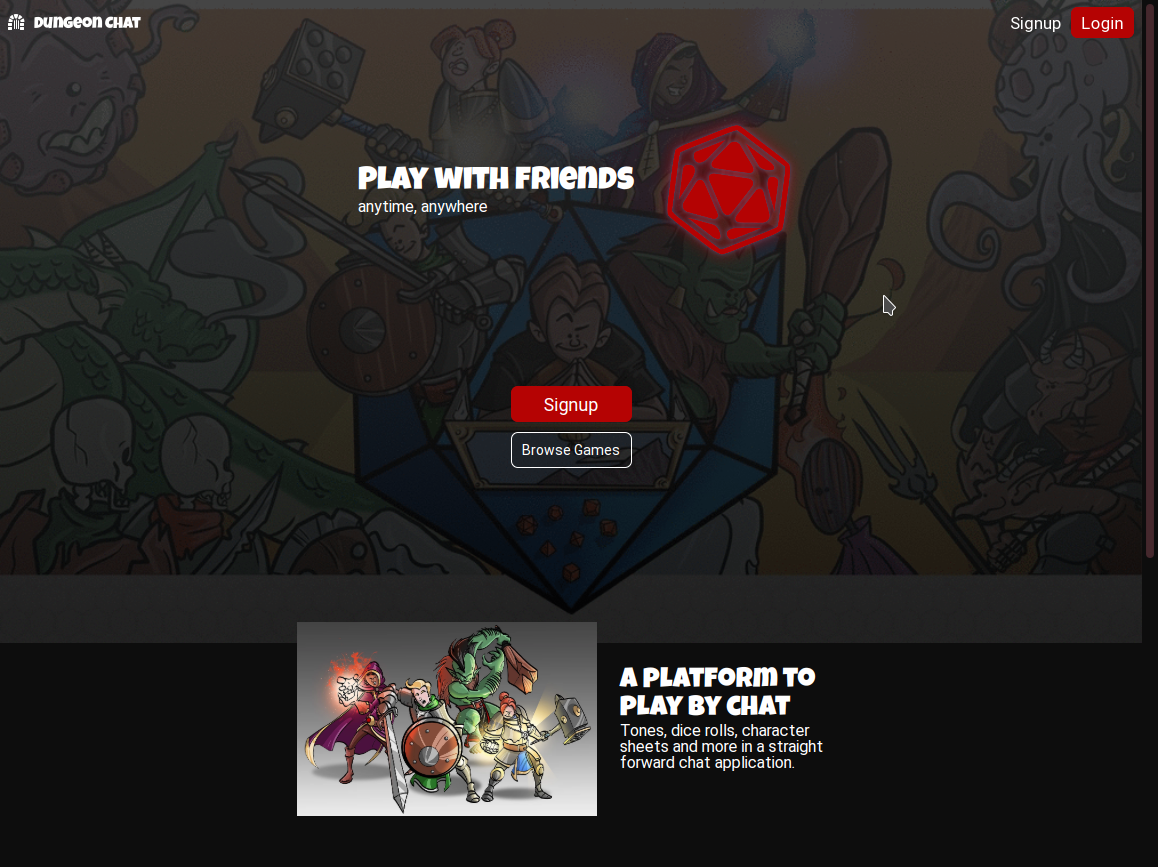 Dungeon Chat
Signup
Login
Play with Friends
anytime, anywhere
Signup
Browse Games
A Platform to
Play by Chat
Tones, dice rolls, character
sheets and more in a straight
forward chat application.